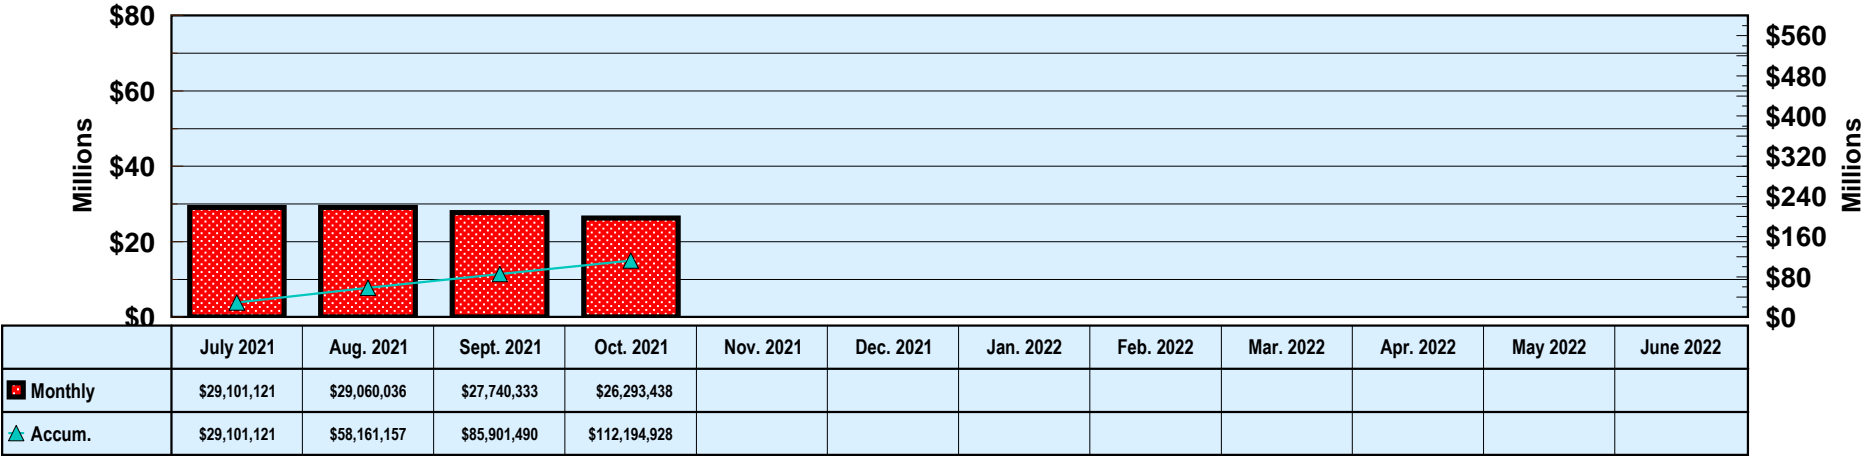 $80
$60
$40
$20
$0
Millions
$560
$480
$400
$320
$240
$160
$80
$0
Millions
July 2021 Aug. 2021 Sept. 2021 Oct. 2021 Nov. 2021 Dec. 2021 Jan. 2022 Feb. 2022 Mar. 2022 Apr. 2022 May 2022 June 2022
Monthly $29,101,121 $29,060,036 $27,740,333 $26,293,438
Accum. $29,101,121 $58,161,157 $85,901,490 $112,194,928